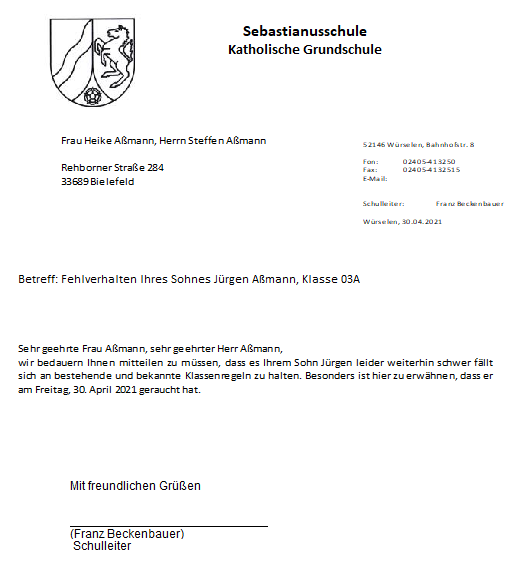 Sebastianusschule
Katholische Grundschule
Frau Heike Aßmann, Herrn Steffen Aßmann
Rehborner Straße 284
33689 Bielefeld
52146 Würselen, Bahnhofstr. 8
Fon: 02405-413250
Fax: 02405-4132515
E-Mail:
Schulleiter: Franz Beckenbauer
Würselen, 30.04.2021
Betreff: Fehlverhalten Ihres Sohnes Jürgen Aßmann, Klasse 03A
Sehr geehrte Frau Aßmann, sehr geehrter Herr Aßmann,
wir bedauern Ihnen mitteilen zu müssen, dass es Ihrem Sohn Jürgen leider weiterhin schwer fällt
sich an bestehende und bekannte Klassenregeln zu halten. Besonders ist hier zu erwähnen, dass er
am Freitag, 30. April 2021 geraucht hat.
Mit freundlichen Grüßen
(Franz Beckenbauer)
Schulleiter